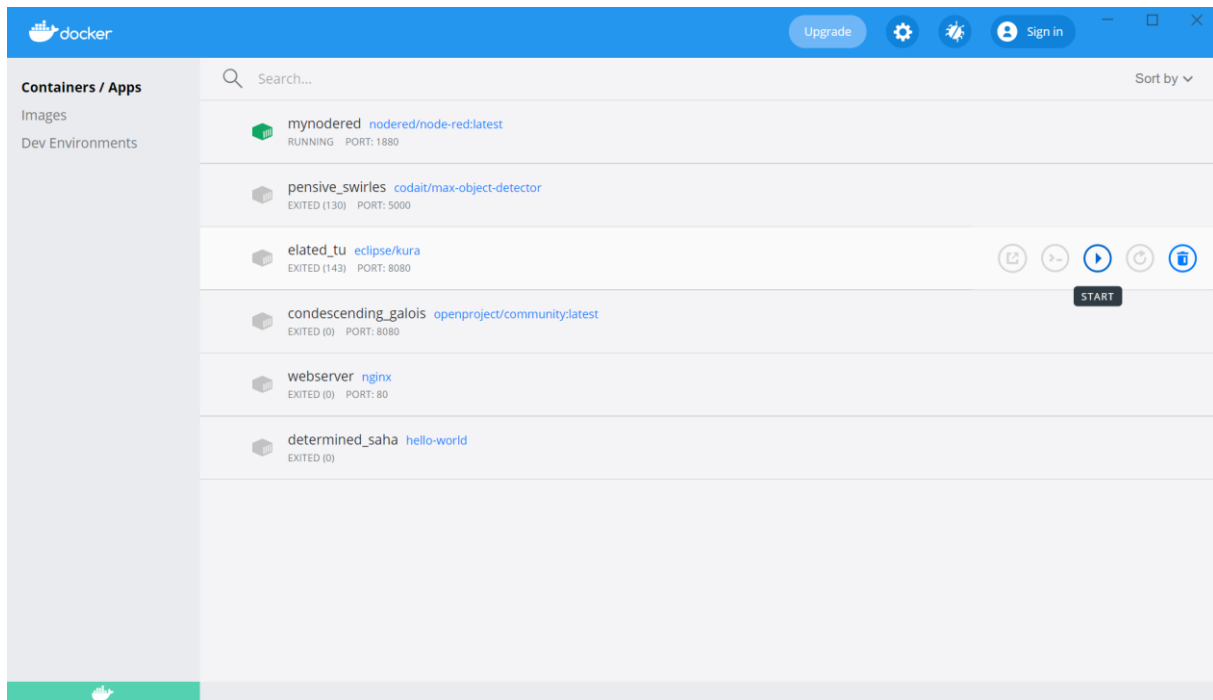 docker
Upgrade
Sign in
Containers / Apps
Images
Dev Environments
Search...
Sort by
mynodered nodered/node-red:latest
RUNNING PORT: 1880
pensive_swirles codait/max-object-detector
EXITED (130) PORT: 5000
elated_tu eclipse/kura
EXITED (143) PORT: 8080
START
condescending_galois openproject/community:latest
EXITED (0) PORT: 8080
webserver nginx
EXITED (0) PORT: 80
determined_saha hello-world
EXITED (0)